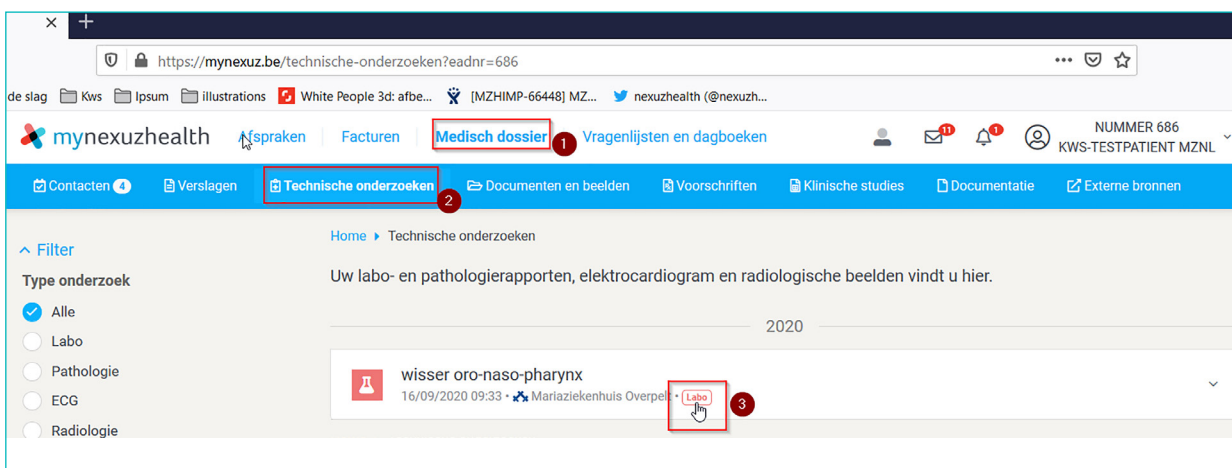 https://mynexuz.be/technische-onderzoeken?eadnr=686
de slag Kws Ipsum illustrations White People 3d: afbe... [MZHIMP-66448] MZ... nexuzhealth (@nexuzh...
mynexuzhealth Afspraken Facturen Medisch dossier 1 Vragenlijsten en dagboeken 11 1 NUMMER 686
KWS-TESTPATIENT MZNL
Contacten 4 Verslagen Technische onderzoeken 2 Documenten en beelden Voorschriften Klinische studies Documentatie Externe bronnen
Filter
Home Technische onderzoeken
Type onderzoek
Uw labo- en pathologierapporten, elektrocardiogram en radiologische beelden vindt u hier.
Alle
Labo
Pathologie
ECG
Radiologie
2020
wisser oro-naso-pharynx
16/09/2020 09:33 • Mariaziekenhuis Overpelt • Labo 3